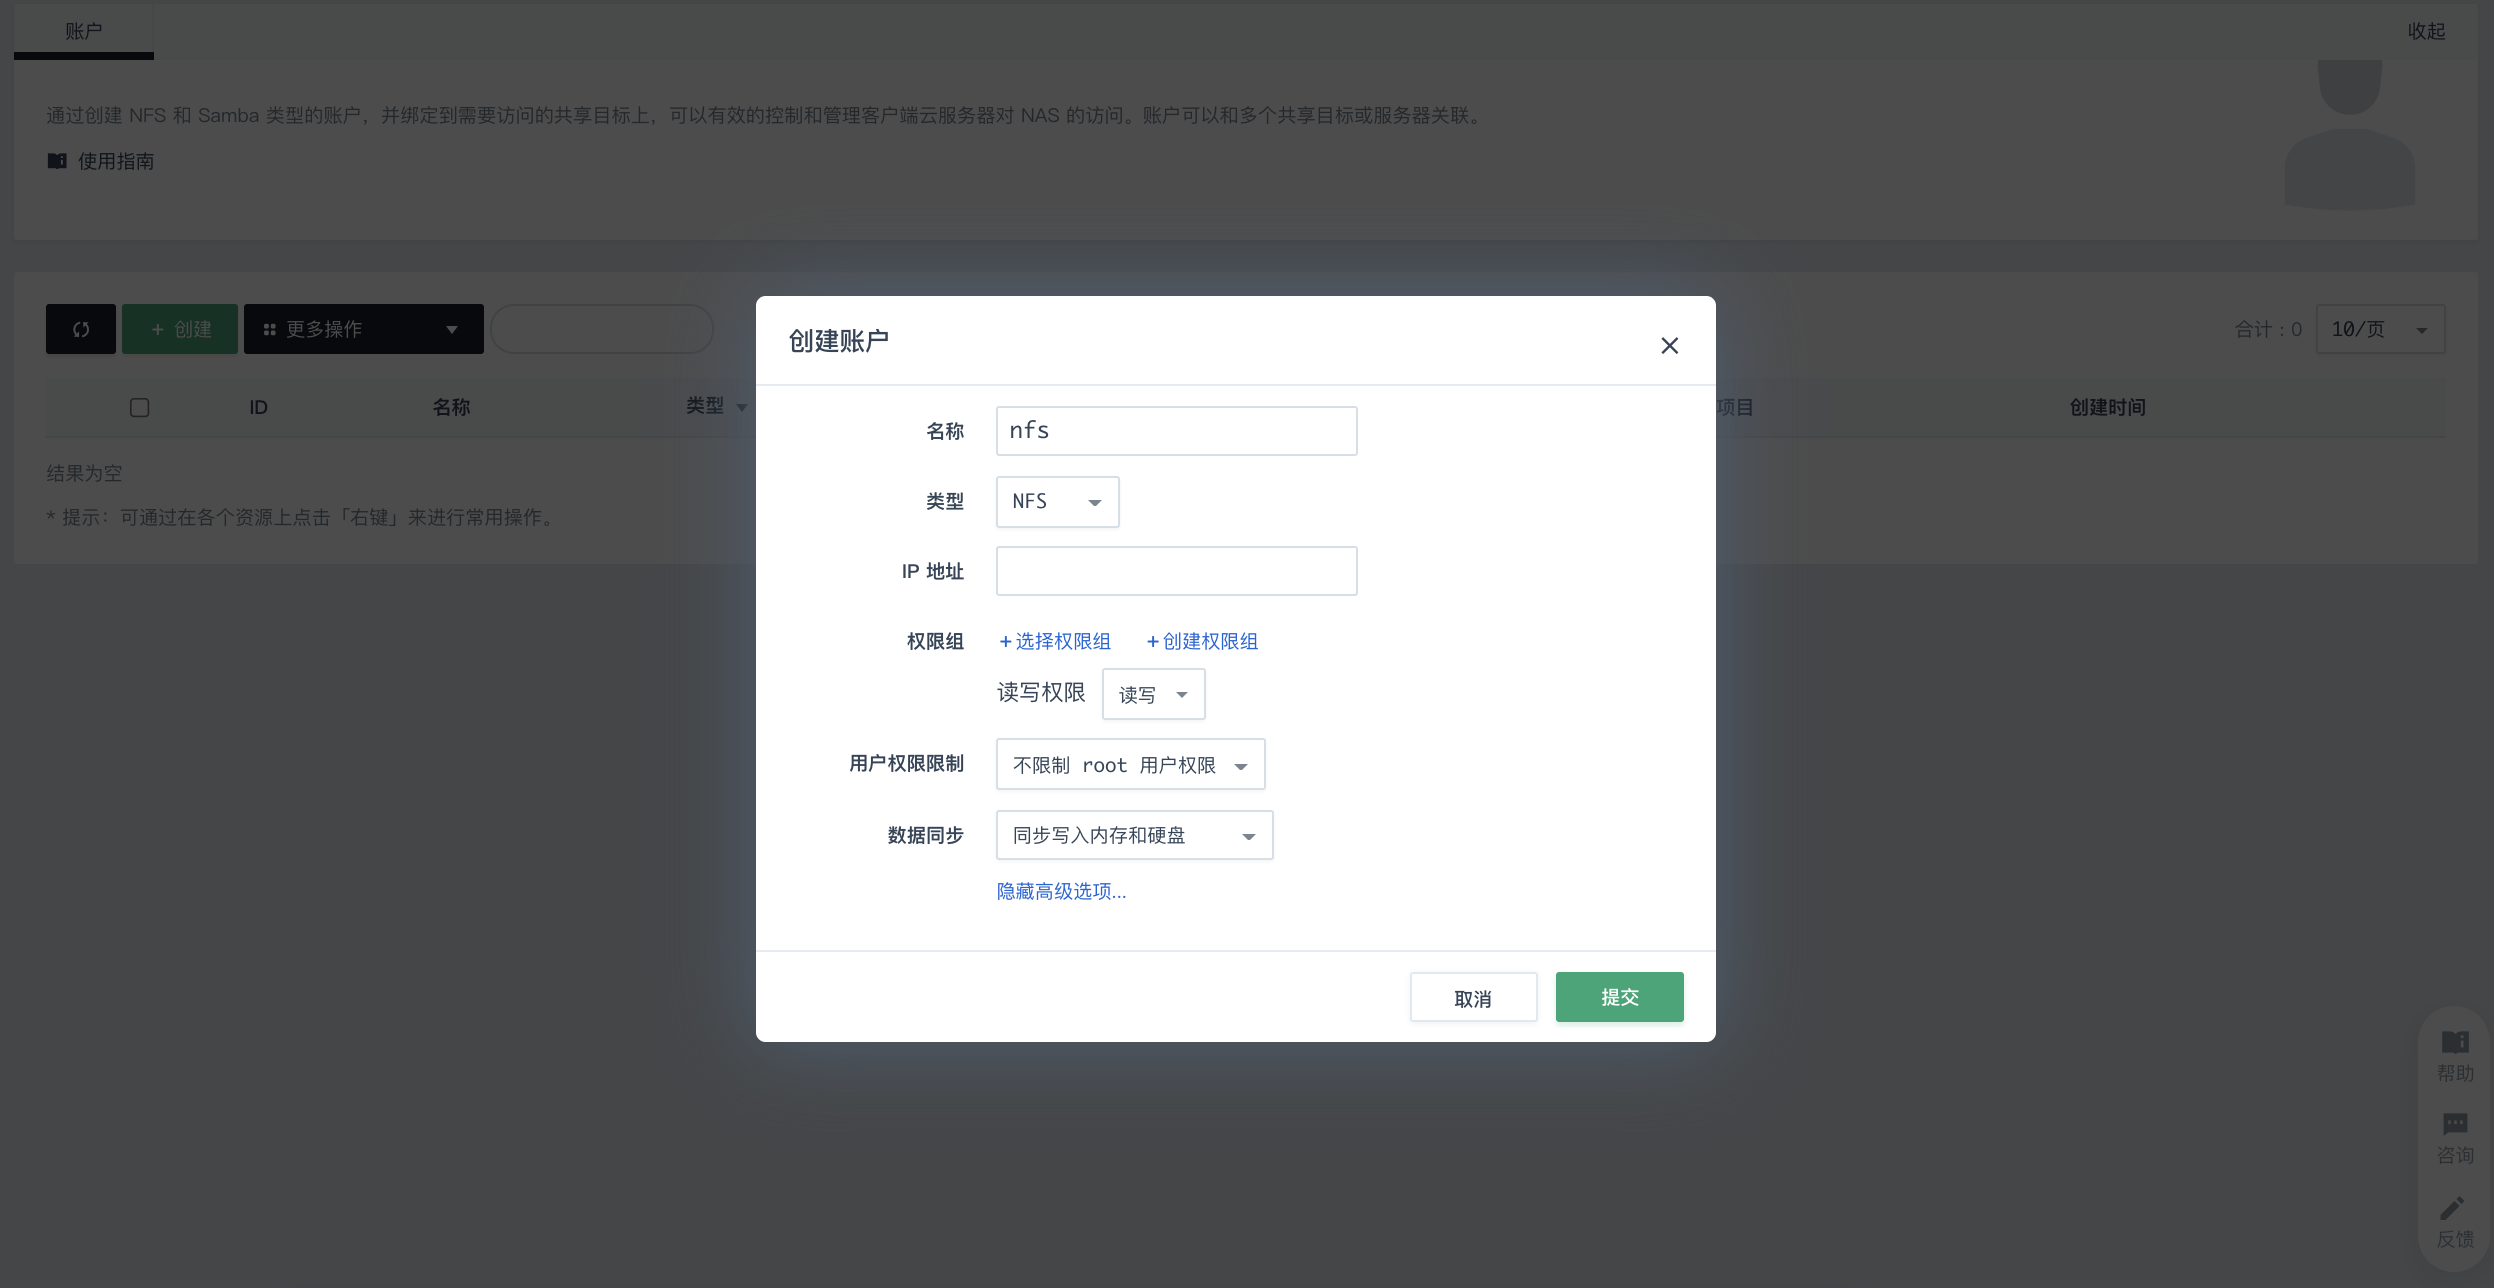 账户
收起
通过创建 NFS 和 Samba 类型的账户，并绑定到需要访问的共享目标上，可以有效的控制和管理客户端云服务器对 NAS 的访问。账户可以和多个共享目标或服务器关联。
使用指南
+ 创建
更多操作
合计：0
10/页
ID
名称
类型
项目
创建时间
结果为空
* 提示：可通过在各个资源上点击「右键」来进行常用操作。
创建账户
名称
nfs
类型
NFS
IP 地址
权限组
+选择权限组
+创建权限组
读写权限
读写
用户权限限制
不限制 root 用户权限
数据同步
同步写入内存和硬盘
隐藏高级选项...
取消
提交
帮助
咨询
反馈